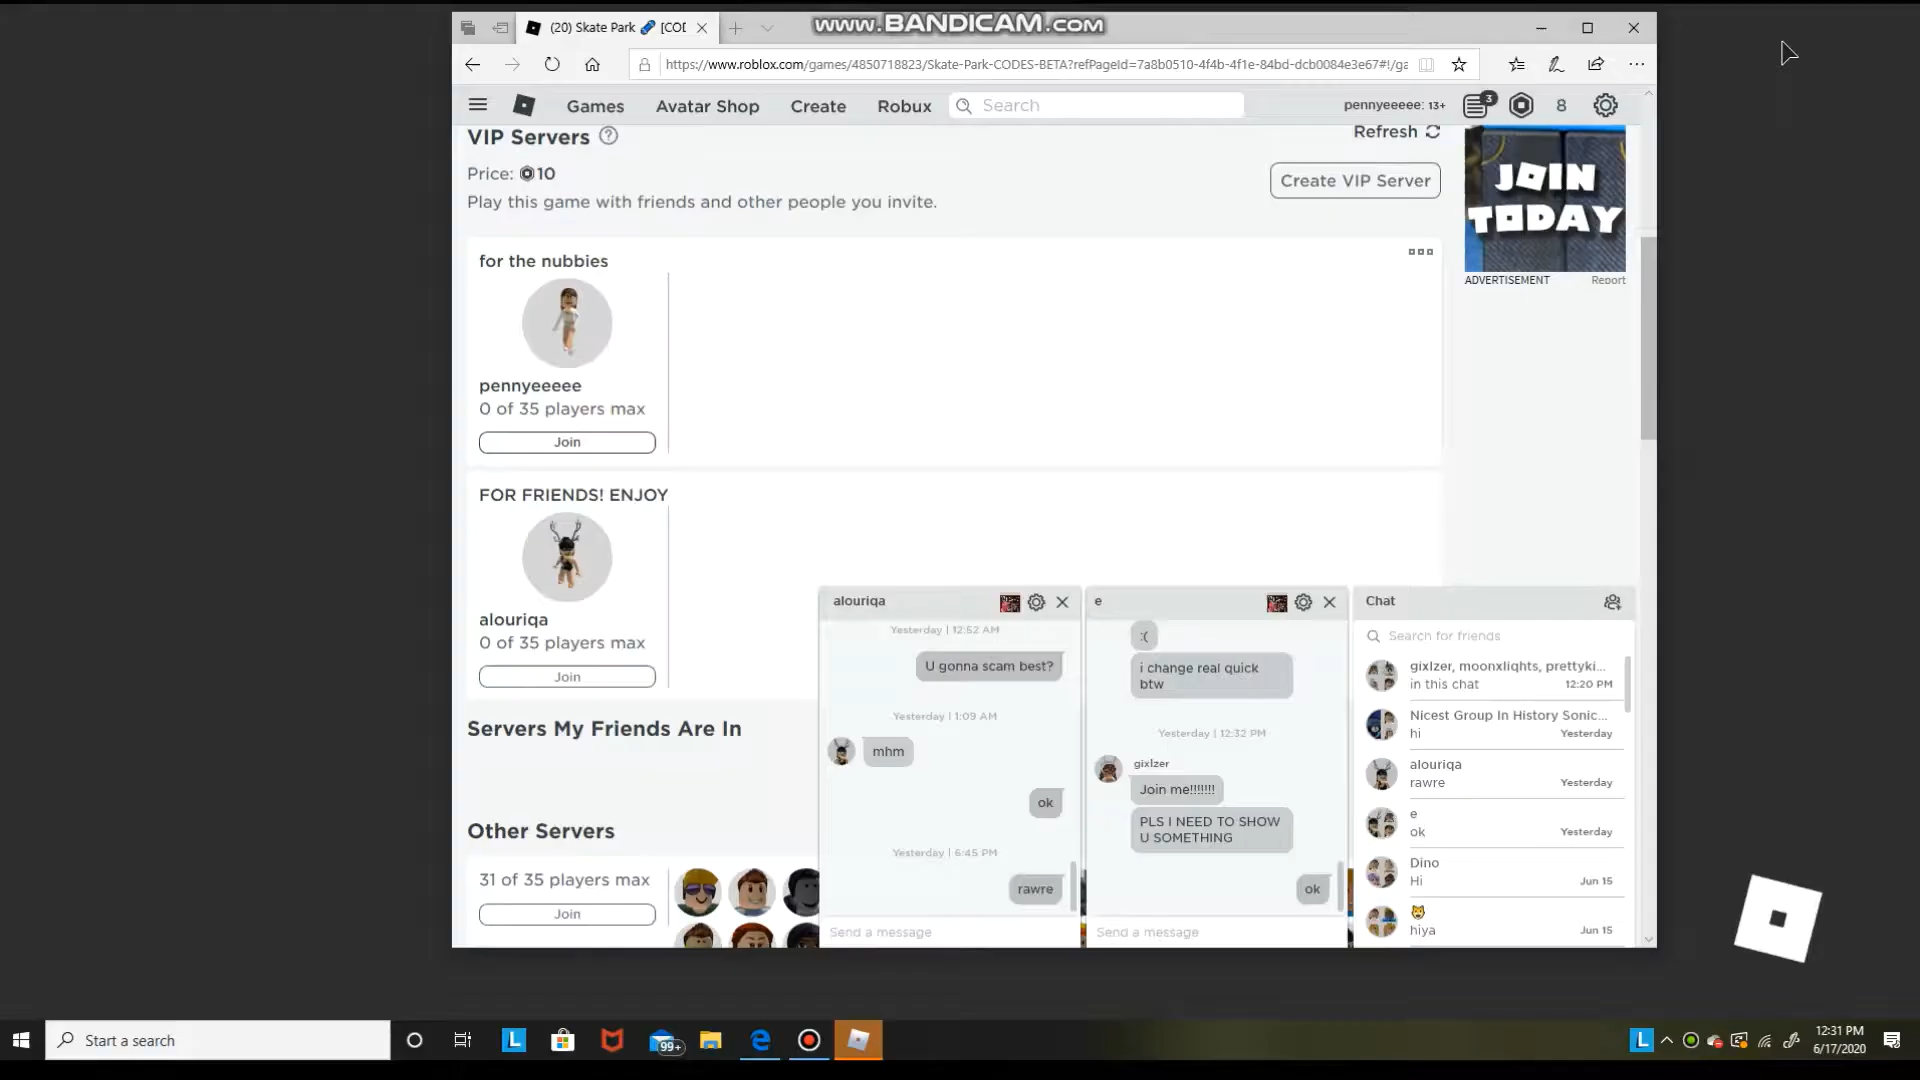 www.BANDICAM.com
(20) Skate Park [COD
https://www.roblox.com/games/4850718823/Skate-Park-CODES-BETA?refPageId=7a8b0510-4f4b-4f1e-84bd-dcb0084e3e67#!/ga
Games Avatar Shop Create Robux Search pennyeeeee: 13+ 3 8
VIP Servers ?
Refresh
Price: 10
Create VIP Server
Play this game with friends and other people you invite.
JOIN
TODAY
ADVERTISEMENT Report
for the nubbies
pennyeeeee
0 of 35 players max
Join
FOR FRIENDS! ENJOY
alouriqa
0 of 35 players max
Join
Servers My Friends Are In
Other Servers
31 of 35 players max
Join
alouriqa
Yesterday | 12:52 AM
U gonna scam best?
Yesterday | 1:09 AM
mhm
ok
Yesterday | 6:45 PM
rawre
Send a message
e
:(
i change real quick
btw
Yesterday | 12:32 PM
gixlzer
Join me!!!!!!!
PLS I NEED TO SHOW
U SOMETHING
ok
Send a message
Chat
Search for friends
gixlzer, moonxlights, prettyki...
in this chat 12:20 PM
Nicest Group In History Sonic...
hi Yesterday
alouriqa
rawre Yesterday
e
ok Yesterday
Dino
Hi Jun 15
hiya Jun 15
Start a search
L
99+
L
12:31 PM
6/17/2020